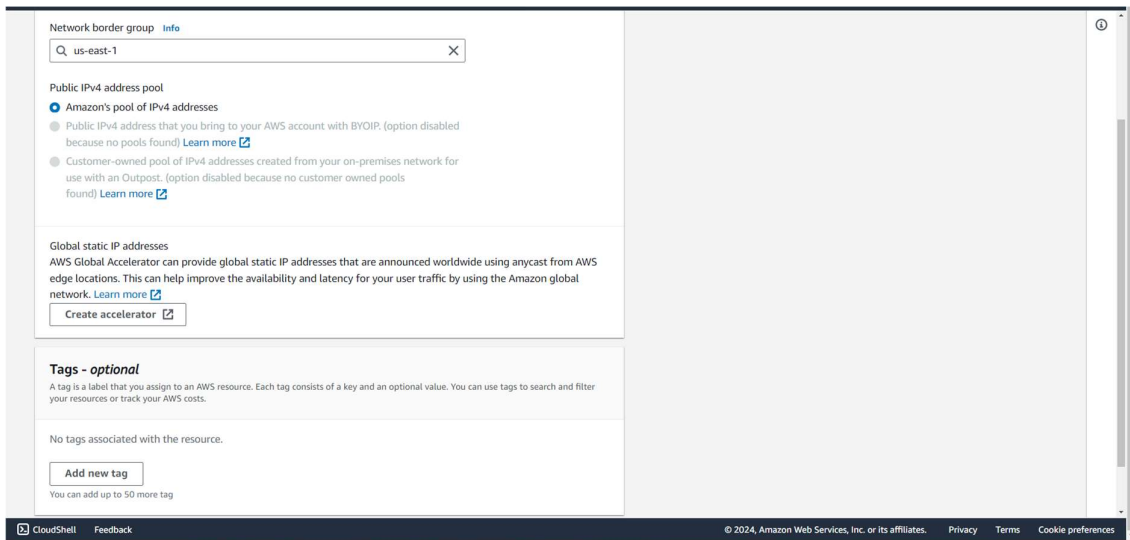 Network border group Info
us-east-1
Public IPv4 address pool
Amazon's pool of IPv4 addresses
Public IPv4 address that you bring to your AWS account with BYOIP. (option disabled
because no pools found) Learn more
Customer-owned pool of IPv4 addresses created from your on-premises network for
use with an Outpost. (option disabled because no customer owned pools
found) Learn more
Global static IP addresses
AWS Global Accelerator can provide global static IP addresses that are announced worldwide using anycast from AWS
edge locations. This can help improve the availability and latency for your user traffic by using the Amazon global
network. Learn more
Create accelerator
Tags - optional
A tag is a label that you assign to an AWS resource. Each tag consists of a key and an optional value. You can use tags to search and filter
your resources or track your AWS costs.
No tags associated with the resource.
Add new tag
You can add up to 50 more tag
CloudShell Feedback © 2024, Amazon Web Services, Inc. or its affiliates. Privacy Terms Cookie preferences